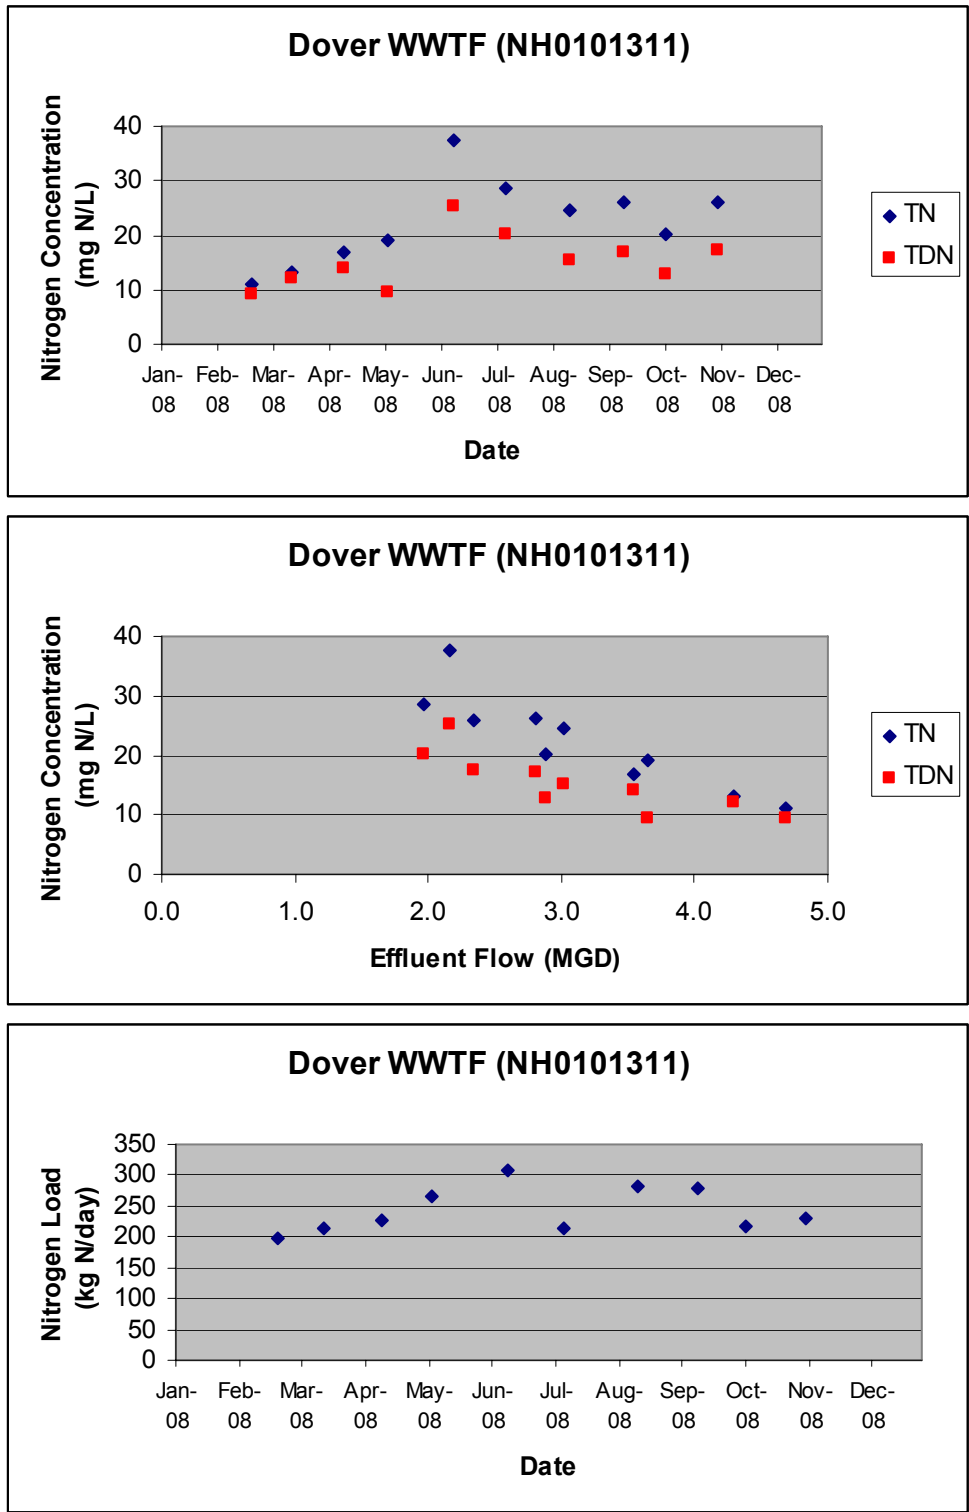 Dover WWTF (NH0101311)
Nitrogen Concentration
(mg N/L)
40
30
20
10
0
Jan- Feb- Mar- Apr- May- Jun- Jul- Aug- Sep- Oct- Nov- Dec-
08 08 08 08 08 08 08 08 08 08 08 08
Date
TN
TDN
Dover WWTF (NH0101311)
Nitrogen Concentration
(mg N/L)
40
30
20
10
0
0.0 1.0 2.0 3.0 4.0 5.0
Effluent Flow (MGD)
TN
TDN
Dover WWTF (NH0101311)
Nitrogen Load
(kg N/day)
350
300
250
200
150
100
50
0
Jan- Feb- Mar- Apr- May- Jun- Jul- Aug- Sep- Oct- Nov- Dec-
08 08 08 08 08 08 08 08 08 08 08 08
Date